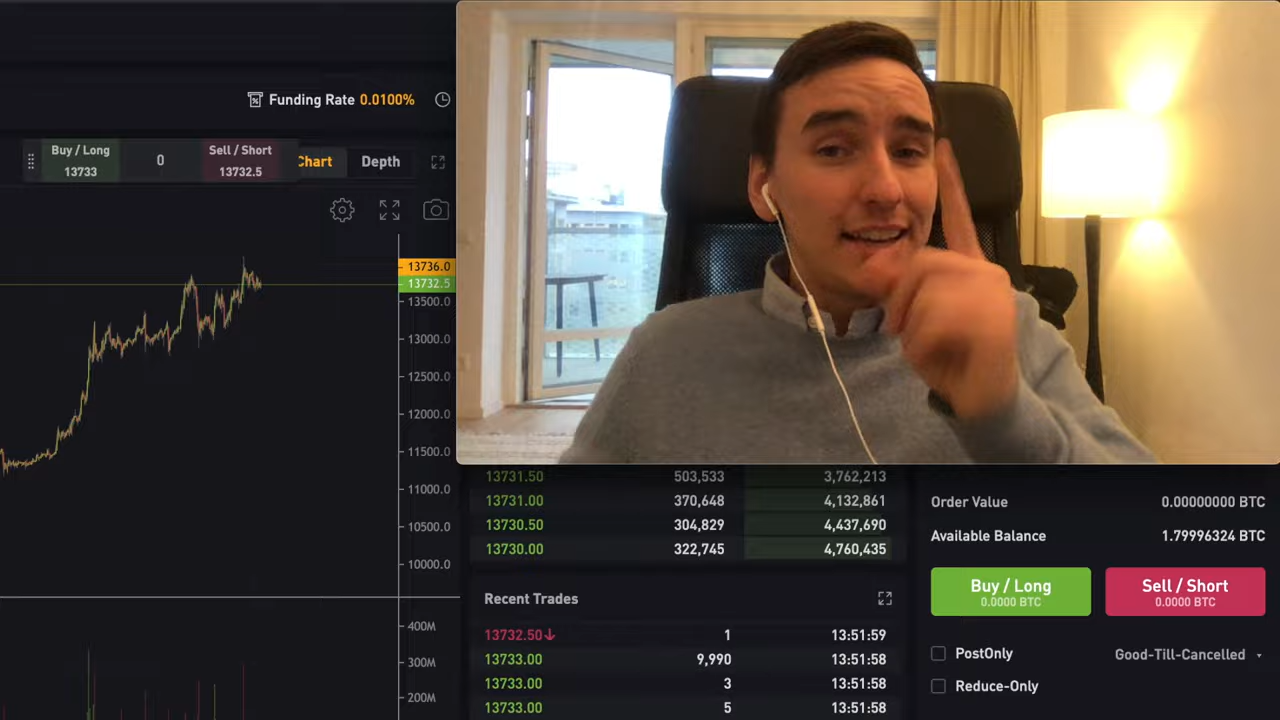 Funding Rate 0.0100%
Buy / Long
13733
0
Sell / Short
13732.5
Chart
Depth
13736.0
13732.5
13500.0
13000.0
12500.0
12000.0
11500.0
11000.0
10500.0
10000.0
400M
300M
200M
13731.50 503,533 3,762,213
13731.00 370,648 4,132,861
13730.50 304,829 4,437,690
13730.00 322,745 4,760,435
Recent Trades
13732.50↓ 1 13:51:59
13733.00 9,990 13:51:58
13733.00 3 13:51:58
13733.00 5 13:51:58
Order Value 0.00000000 BTC
Available Balance 1.79996324 BTC
Buy / Long
0.0000 BTC
Sell / Short
0.0000 BTC
PostOnly
Good-Till-Cancelled
Reduce-Only